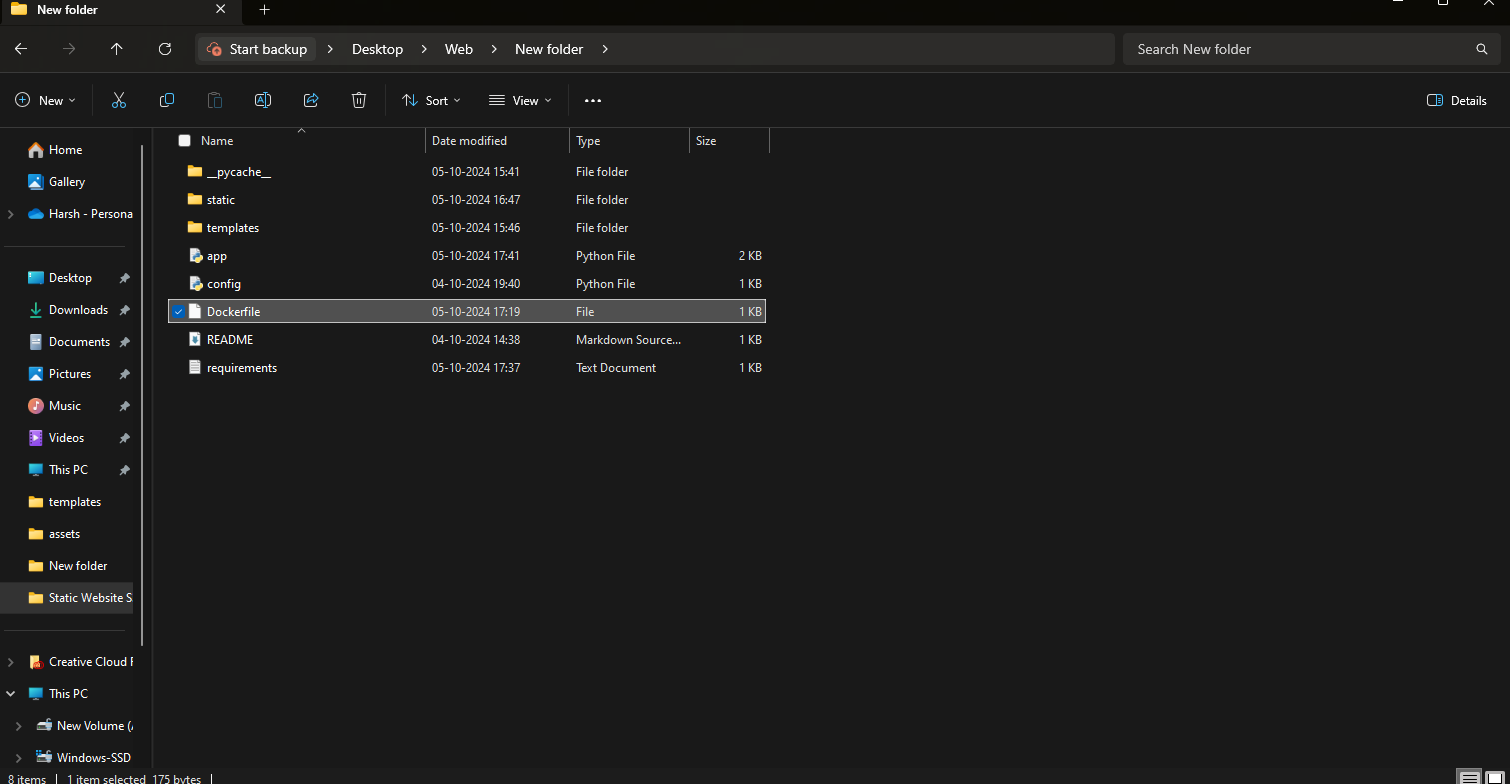 New folder
Start backup > Desktop > Web > New folder >
Search New folder
New
Sort
View
Details
Home
Gallery
Harsh - Persona
Desktop
Downloads
Documents
Pictures
Music
Videos
This PC
templates
assets
New folder
Static Website S
Creative Cloud F
This PC
New Volume (A
Windows-SSD
Name Date modified Type Size
__pycache__ 05-10-2024 15:41 File folder
static 05-10-2024 16:47 File folder
templates 05-10-2024 15:46 File folder
app 05-10-2024 17:41 Python File 2 KB
config 04-10-2024 19:40 Python File 1 KB
Dockerfile 05-10-2024 17:19 File 1 KB
README 04-10-2024 14:38 Markdown Source... 1 KB
requirements 05-10-2024 17:37 Text Document 1 KB
8 items 1 item selected 175 bytes